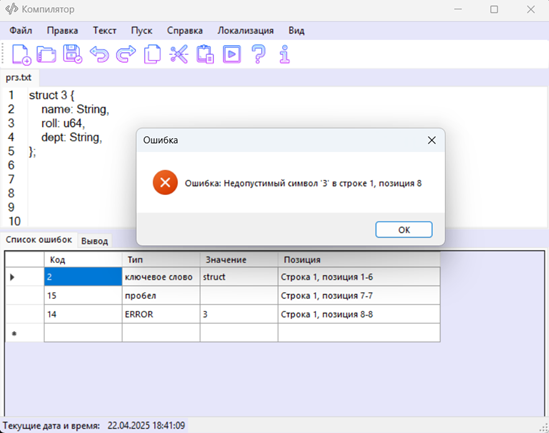 Компилятор
Файл Правка Текст Пуск Справка Локализация Вид
prs.txt
1 struct 3 {
2 name: String,
3 roll: u64,
4 dept: String,
5 };
6
7
8
9
10
Ошибка
Ошибка: Недопустимый символ '3' в строке 1, позиция 8
OK
Список ошибок Вывод
Код Тип Значение Позиция
2 ключевое слово struct Строка 1, позиция 1-6
15 пробел Строка 1, позиция 7-7
14 ERROR 3 Строка 1, позиция 8-8
Текущие дата и время: 22.04.2025 18:41:09